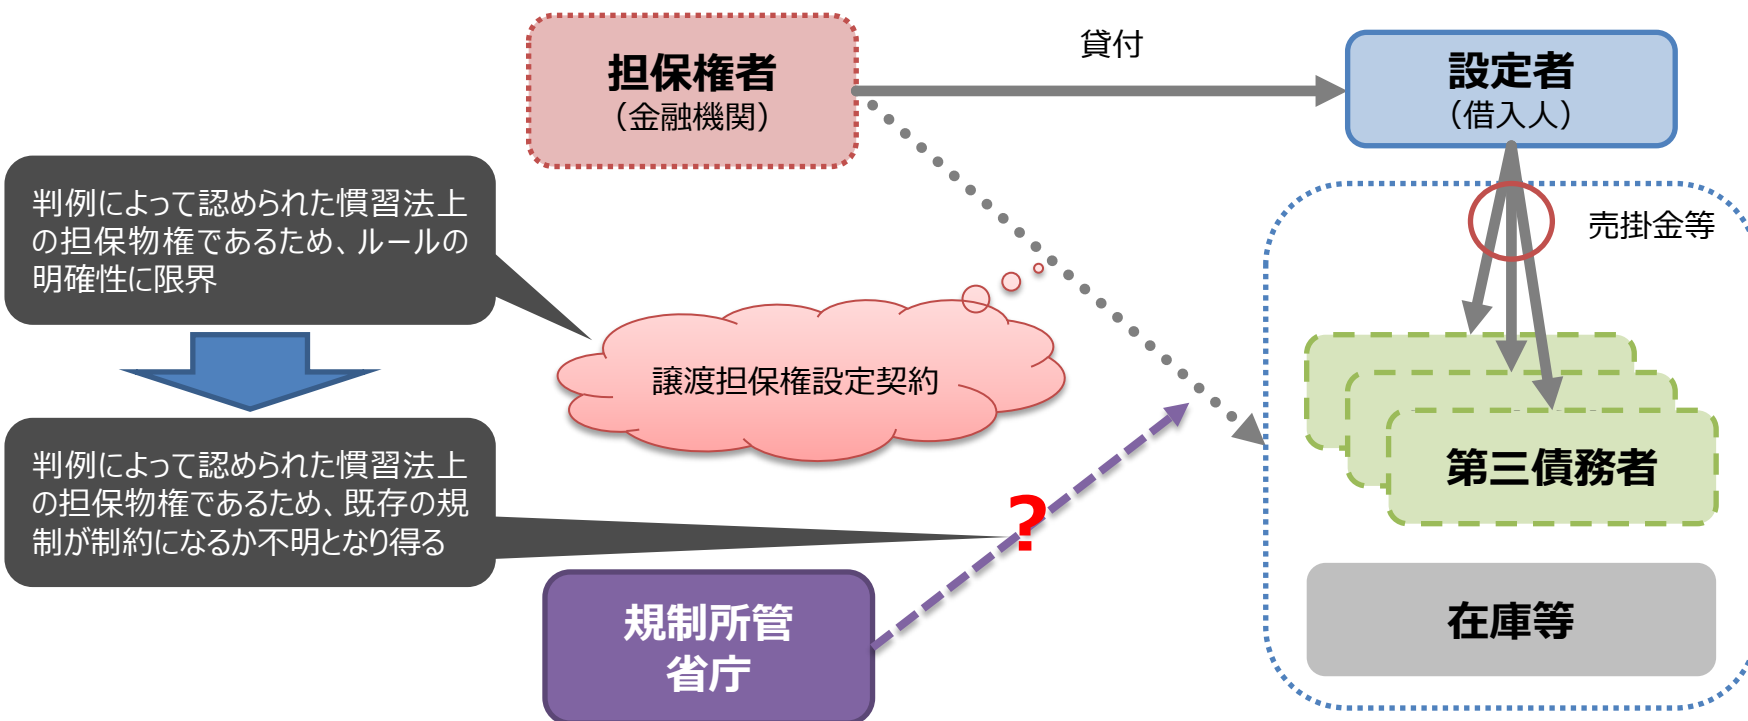 担保権者
（金融機関）
貸付
設定者
（借入人）
判例によって認められた慣習法上
の担保物権であるため、ルールの
明確性に限界
売掛金等
譲渡担保権設定契約
判例によって認められた慣習法上
の担保物権であるため、既存の規
制が制約になるか不明となり得る
第三債務者
?
規制所管
省庁
在庫等